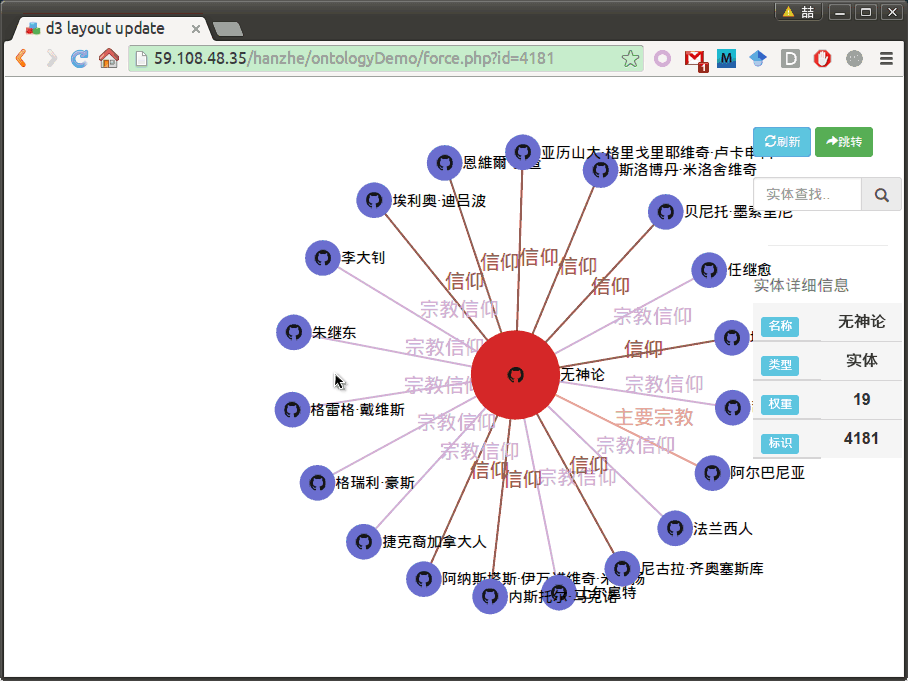 喆
d3 layout update
59.108.48.35/hanzhe/ontologyDemo/force.php?id=4181
1
M
D
刷新
跳转
实体查找..
实体详细信息
名称 无神论
类型 实体
权重 19
标识 4181
无神论
亚历山大·格里戈里耶维奇·卢卡申
恩維爾
斯洛博丹·米洛舍维奇
埃利奥·迪吕波
贝尼托·墨索里尼
李大钊
任继愈
朱继东
格雷格·戴维斯
格瑞利·豪斯
阿尔巴尼亚
捷克裔加拿大人
法兰西人
尼古拉·齐奥塞斯库
阿纳斯塔斯·伊万诺维奇·米高扬
内斯托尔·马克诺
信仰
信仰
信仰
信仰
信仰
宗教信仰
宗教信仰
宗教信仰
信仰
宗教信仰
宗教信仰
主要宗教
宗教信仰
宗教信仰
宗教信仰
信仰
信仰
宗教信仰
信仰